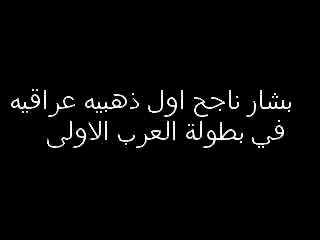 بشار ناجح اول ذهبيه عراقيه
في بطولة العرب الاولى